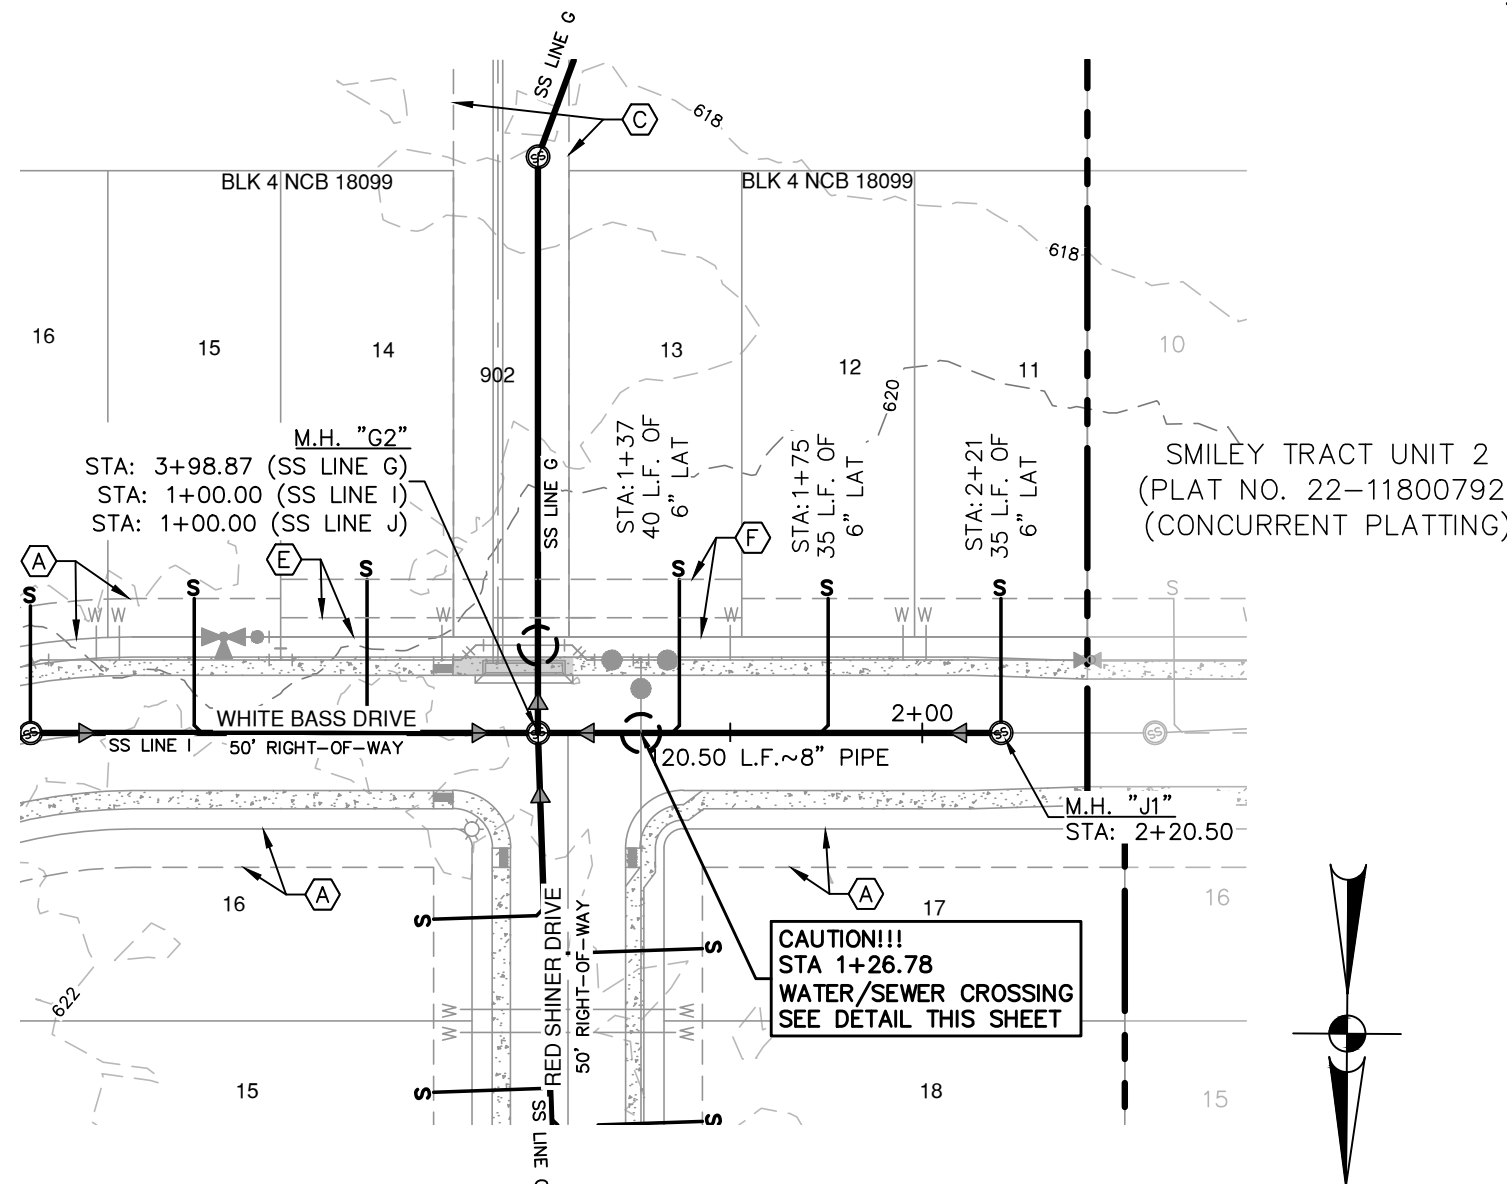 SS LINE G
C
618
BLK 4 NCB 18099
BLK 4 NCB 18099
618
16
15
14
902
13
12
11
10
620
M.H. "G2"
STA: 3+98.87 (SS LINE G)
STA: 1+00.00 (SS LINE I)
STA: 1+00.00 (SS LINE J)
SS LINE G
STA:1+37
40 L.F. OF
6" LAT
STA:1+75
35 L.F. OF
6" LAT
STA:2+21
35 L.F. OF
6" LAT
SMILEY TRACT UNIT 2
(PLAT NO. 22-11800792
(CONCURRENT PLATTING)
A
E
F
S
S
S
S
S
S
S
W
W
W
W
W
W
WHITE BASS DRIVE
50' RIGHT-OF-WAY
SS LINE I
SS
SS
SS
SS
SS
2+00
120.50 L.F.~8" PIPE
M.H. "J1"
STA: 2+20.50
A
A
16
17
16
CAUTION!!!
STA 1+26.78
WATER/SEWER CROSSING
SEE DETAIL THIS SHEET
RED SHINER DRIVE
50' RIGHT-OF-WAY
S
S
W
W
W
W
622
15
18
15
S
S
SS LINE